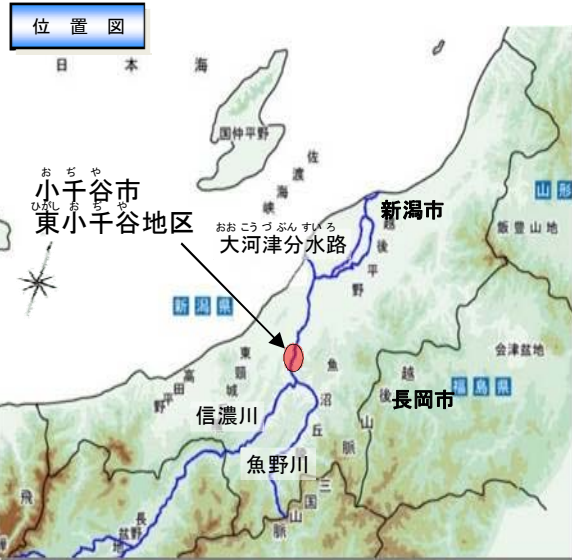 位置図
日本海
国仲平野
佐渡海峡
おぢや
小千谷市
ひがしおぢや
東小千谷地区
おおこうづぶんすいろ
大河津分水路
新潟市
山形
飯豊山地
越後平野
新潟県
会津盆地
東頸城
高田平野
魚沼丘陵
越後山脈
福島県
長岡市
信濃川
魚野川
三国山脈
長野盆地
飛驒